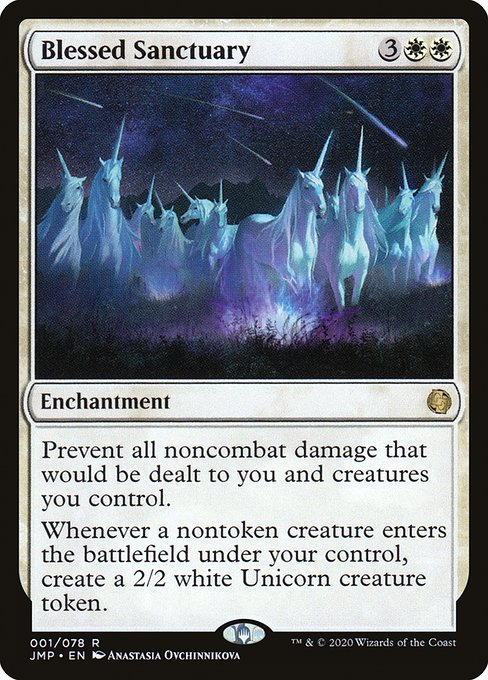 Blessed Sanctuary 3
Enchantment
Prevent all noncombat damage that
would be dealt to you and creatures
you control.
Whenever a nontoken creature enters
the battlefield under your control,
create a 2/2 white Unicorn creature
token.
001/078 R
™ & © 2020 Wizards of the Coast
JMP • EN Anastasia Ovchinnikova